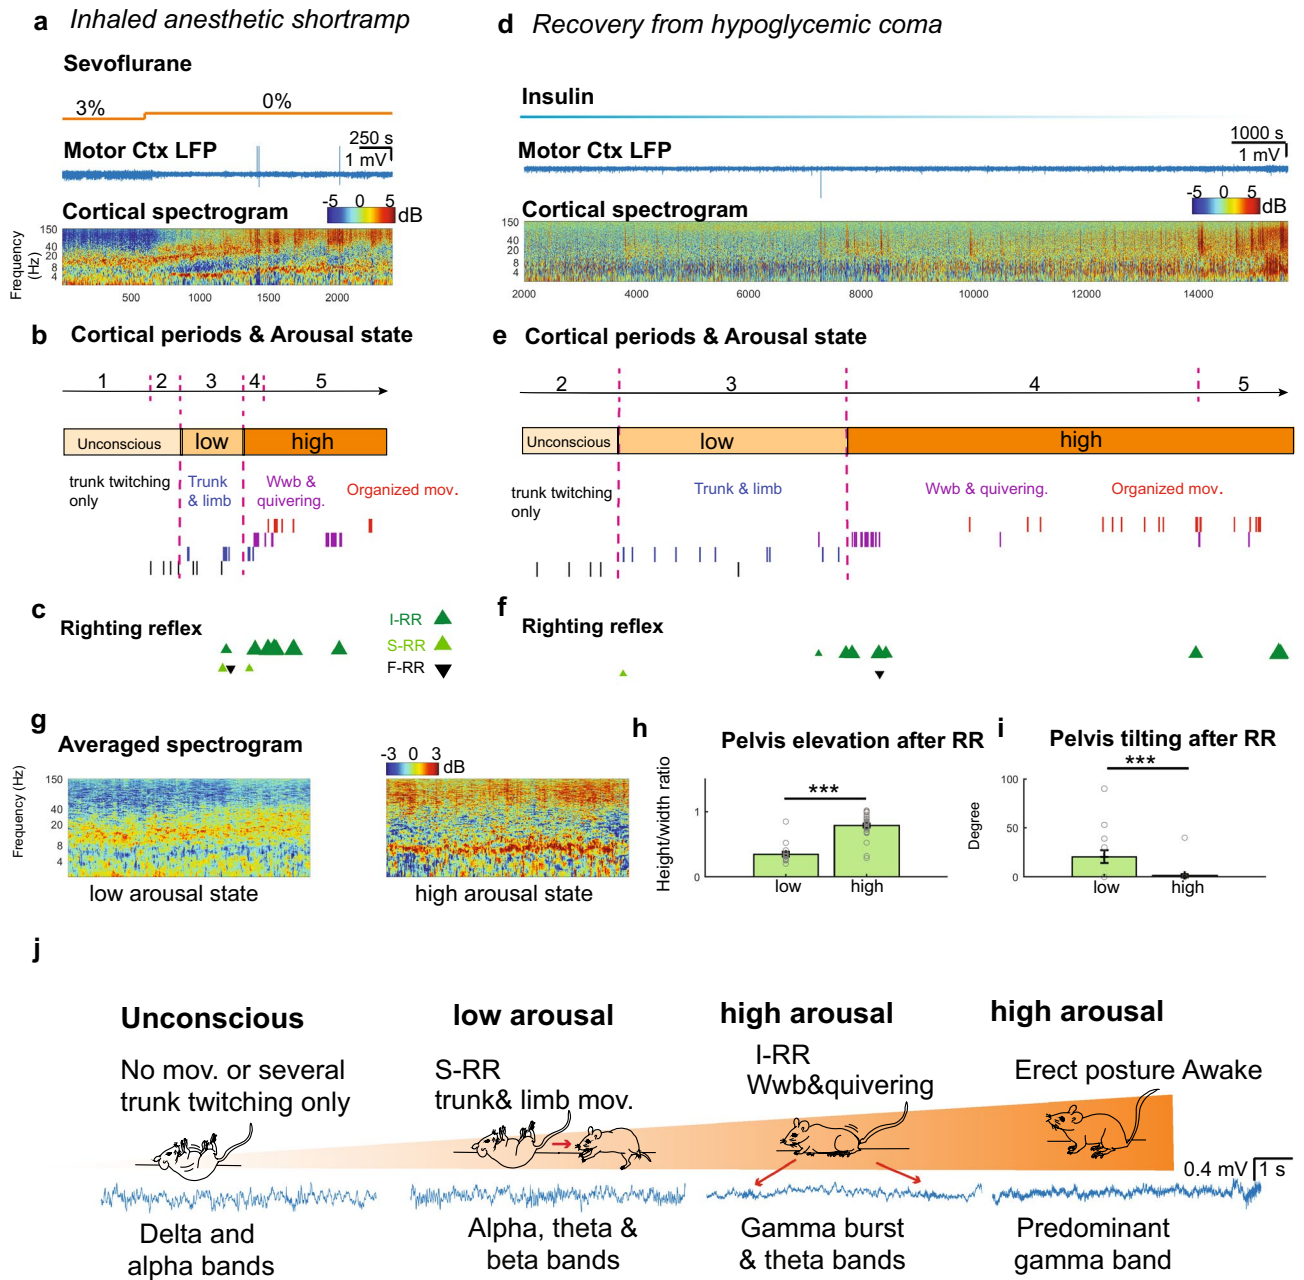 a Inhaled anesthetic shortramp
Sevoflurane
3% 0%
250 s
1 mV
Motor Ctx LFP
-5 0 5
dB
Cortical spectrogram
Frequency (Hz)
150
40
20
8
4
500 1000 1500 2000
b Cortical periods & Arousal state
1 2 3 4 5
Unconscious low high
trunk twitching only
Trunk & limb
Wwb & quivering.
Organized mov.
c
Righting reflex
I-RR
S-RR
F-RR
d Recovery from hypoglycemic coma
Insulin
1000 s
1 mV
Motor Ctx LFP
-5 0 5
dB
Cortical spectrogram
150
40
20
8
4
2000 4000 6000 8000 10000 12000 14000
e Cortical periods & Arousal state
2 3 4 5
Unconscious low high
trunk twitching only
Trunk & limb
Wwb & quivering.
Organized mov.
f
Righting reflex
g
Averaged spectrogram
-3 0 3
dB
Frequency (Hz)
150
40
20
8
4
low arousal state
high arousal state
h
Pelvis elevation after RR
***
Height/width ratio
1
0
low high
i
Pelvis tilting after RR
***
Degree
100
50
0
low high
j
Unconscious
No mov. or several
trunk twitching only
Delta and
alpha bands
low arousal
S-RR
trunk& limb mov.
Alpha, theta &
beta bands
high arousal
I-RR
Wwb&quivering
Gamma burst
& theta bands
high arousal
Erect posture Awake
0.4 mV 1 s
Predominant
gamma band